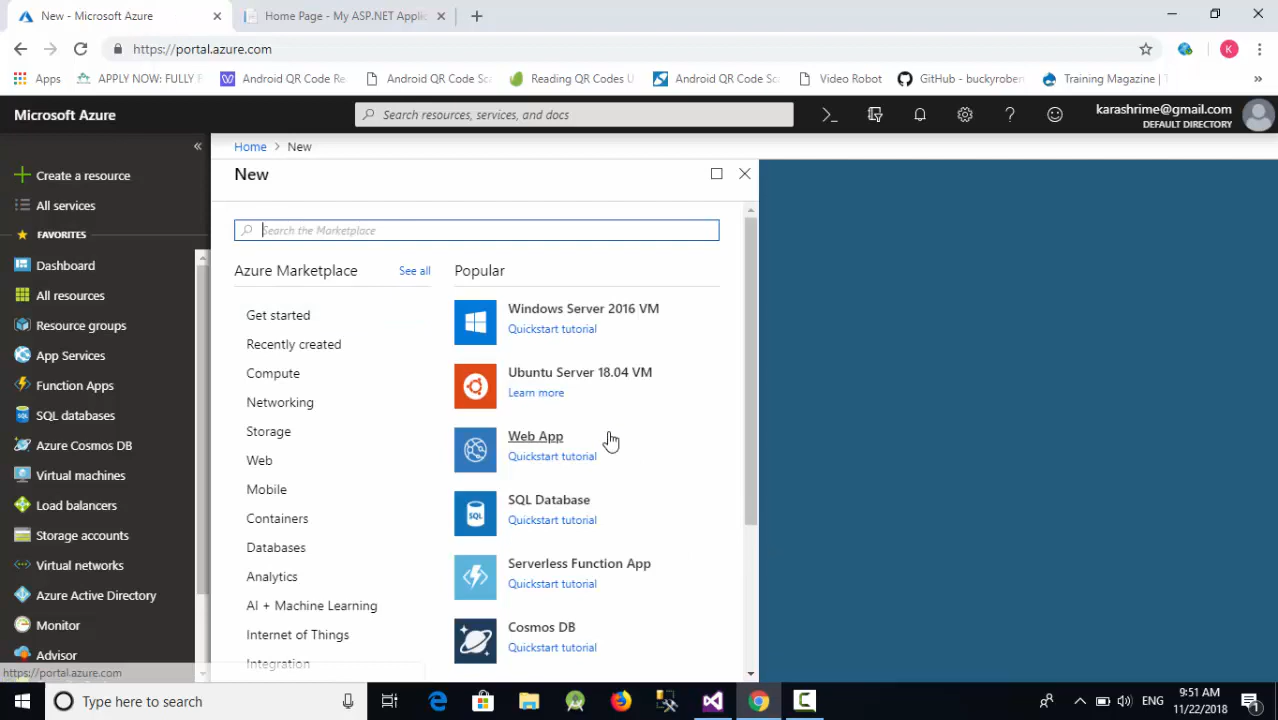 New - Microsoft Azure
Home Page - My ASP.NET Applic
https://portal.azure.com
Apps
APPLY NOW: FULLY F
Android QR Code Re
Android QR Code Sca
Reading QR Codes U
Android QR Code Sca
Video Robot
GitHub - buckyrober
Training Magazine | T
Microsoft Azure
Search resources, services, and docs
karashrime@gmail.com
DEFAULT DIRECTORY
Create a resource
All services
FAVORITES
Dashboard
All resources
Resource groups
App Services
Function Apps
SQL databases
Azure Cosmos DB
Virtual machines
Load balancers
Storage accounts
Virtual networks
Azure Active Directory
Monitor
Advisor
https://portal.azure.com
Home > New
New
Search the Marketplace
Azure Marketplace
See all
Get started
Recently created
Compute
Networking
Storage
Web
Mobile
Containers
Databases
Analytics
AI + Machine Learning
Internet of Things
Integration
Popular
Windows Server 2016 VM
Quickstart tutorial
Ubuntu Server 18.04 VM
Learn more
Web App
Quickstart tutorial
SQL Database
Quickstart tutorial
Serverless Function App
Quickstart tutorial
Cosmos DB
Quickstart tutorial
Type here to search
ENG
9:51 AM
11/22/2018